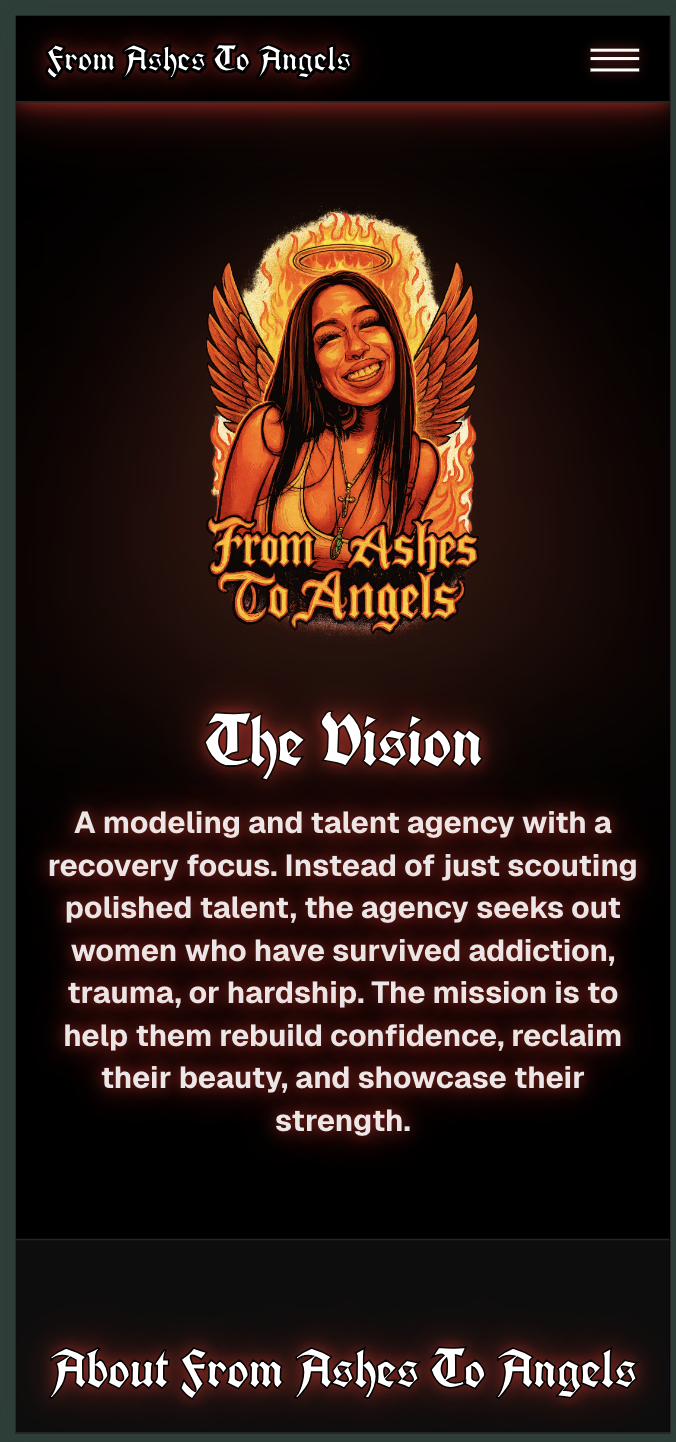 From Ashes To Angels
From Ashes
To Angels
The Vision
A modeling and talent agency with a
recovery focus. Instead of just scouting
polished talent, the agency seeks out
women who have survived addiction,
trauma, or hardship. The mission is to
help them rebuild confidence, reclaim
their beauty, and showcase their
strength.
About From Ashes To Angels